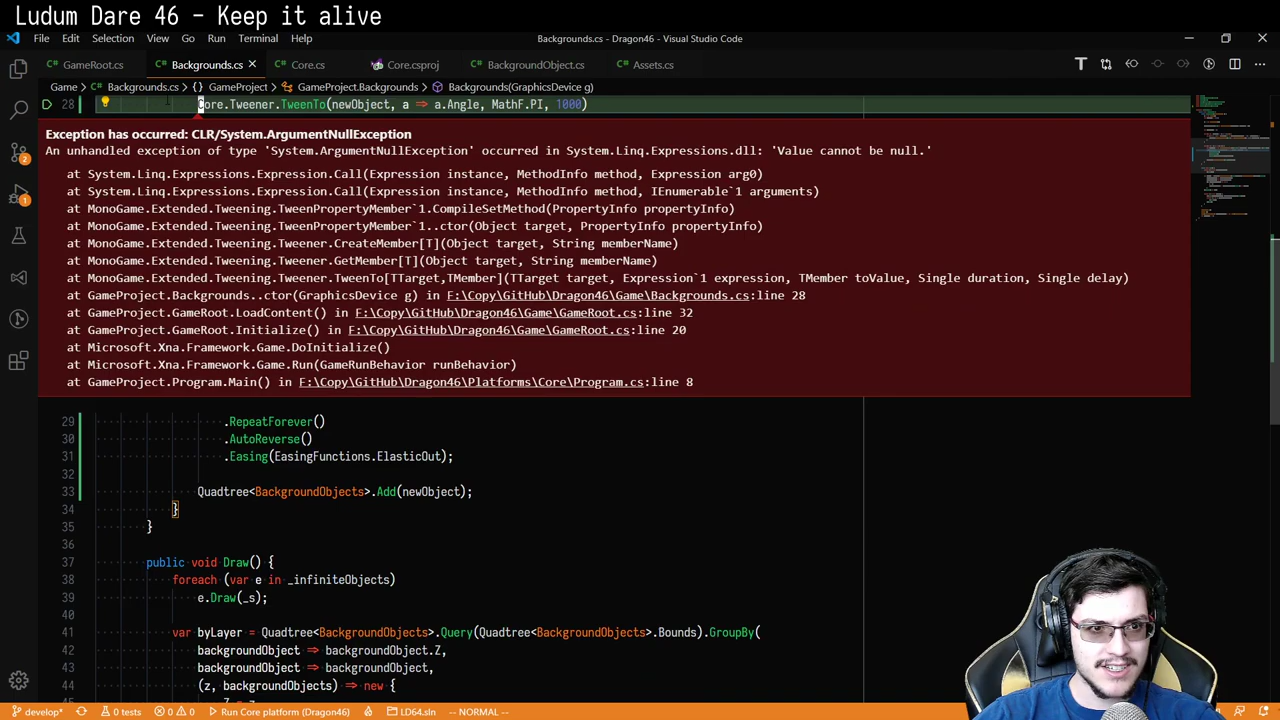 Ludum Dare 46 - Keep it alive
File Edit Selection View Go Run Terminal Help
Backgrounds.cs - Dragon46 - Visual Studio Code
GameRoot.cs Backgrounds.cs Core.cs Core.csproj BackgroundObject.cs Assets.cs
Game > Backgrounds.cs > {} GameProject > GameProject.Backgrounds > Backgrounds(GraphicsDevice g)
28 Core.Tweener.TweenTo(newObject, a => a.Angle, MathF.PI, 1000)
Exception has occurred: CLR/System.ArgumentNullException
An unhandled exception of type 'System.ArgumentNullException' occurred in System.Linq.Expressions.dll: 'Value cannot be null.'
at System.Linq.Expressions.Expression.Call(Expression instance, MethodInfo method, Expression arg0)
at System.Linq.Expressions.Expression.Call(Expression instance, MethodInfo method, IEnumerable`1 arguments)
at MonoGame.Extended.Tweening.TweenPropertyMember`1.CompileSetMethod(PropertyInfo propertyInfo)
at MonoGame.Extended.Tweening.TweenPropertyMember`1..ctor(Object target, PropertyInfo propertyInfo)
at MonoGame.Extended.Tweening.Tweener.CreateMember[T](Object target, String memberName)
at MonoGame.Extended.Tweening.Tweener.GetMember[T](Object target, String memberName)
at MonoGame.Extended.Tweening.Tweener.TweenTo[TTarget,TMember](TTarget target, Expression`1 expression, TMember toValue, Single duration, Single delay)
at GameProject.Backgrounds..ctor(GraphicsDevice g) in F:\Copy\GitHub\Dragon46\Game\Backgrounds.cs:line 28
at GameProject.GameRoot.LoadContent() in F:\Copy\GitHub\Dragon46\Game\GameRoot.cs:line 32
at GameProject.GameRoot.Initialize() in F:\Copy\GitHub\Dragon46\Game\GameRoot.cs:line 20
at Microsoft.Xna.Framework.Game.DoInitialize()
at Microsoft.Xna.Framework.Game.Run(GameRunBehavior runBehavior)
at GameProject.Program.Main() in F:\Copy\GitHub\Dragon46\Platforms\Core\Program.cs:line 8
29 .RepeatForever()
30 .AutoReverse()
31 .Easing(EasingFunctions.ElasticOut);
32
33 Quadtree<BackgroundObjects>.Add(newObject);
34 }
35 }
36
37 public void Draw() {
38 foreach (var e in _infiniteObjects)
39 e.Draw(_s);
40
41 var byLayer = Quadtree<BackgroundObjects>.Query(Quadtree<BackgroundObjects>.Bounds).GroupBy(
42 backgroundObject => backgroundObject.Z,
43 backgroundObject => backgroundObject,
44 (z, backgroundObjects) => new {
develop* 0 tests 0 0 Run Core platform (Dragon46) LD64.sln -- NORMAL --